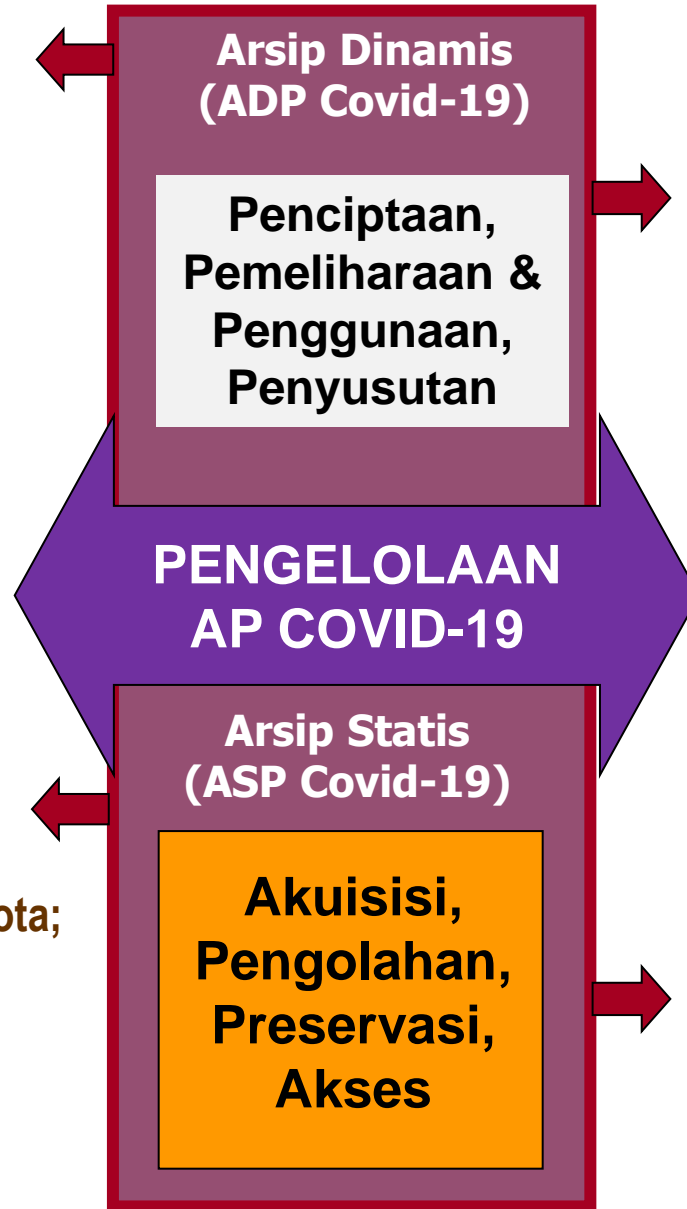 Arsip Dinamis
(ADP Covid-19)
Penciptaan,
Pemeliharaan &
Penggunaan,
Penyusutan
PENGELOLAAN
AP COVID-19
Arsip Statis
(ASP Covid-19)
ota;
Akuisisi,
Pengolahan,
Preservasi,
Akses